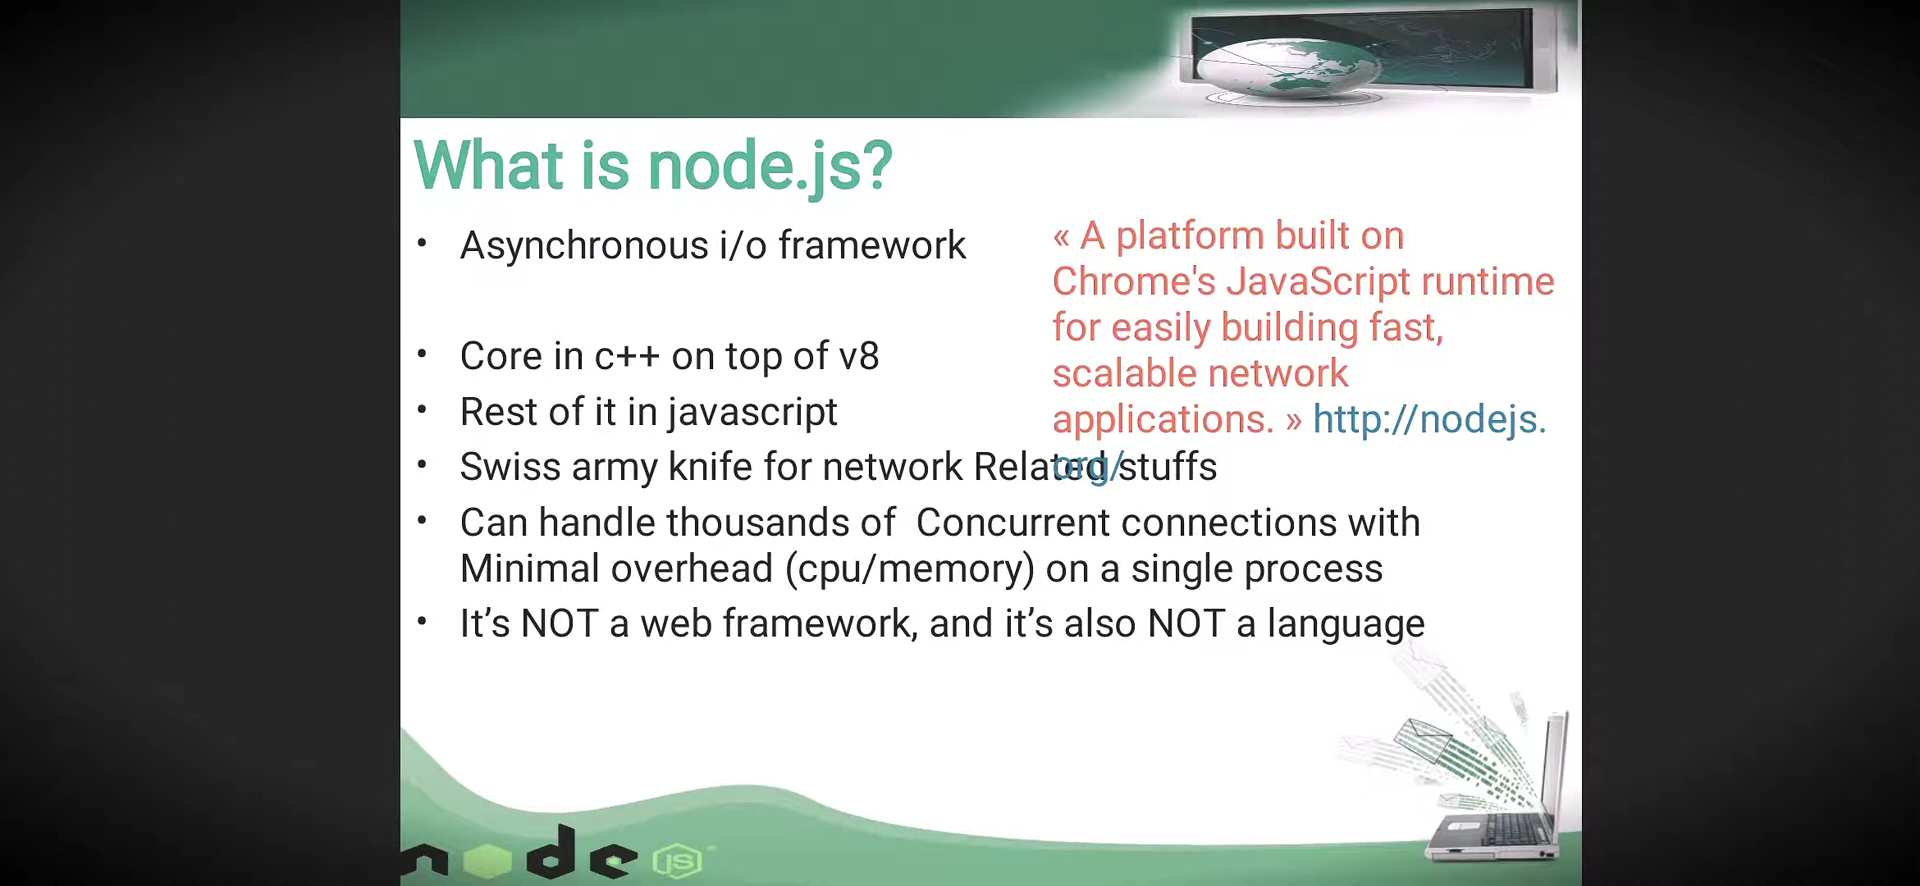 What is node.js?
• Asynchronous i/o framework
• Core in c++ on top of v8
• Rest of it in javascript
• Swiss army knife for network Related stuffs
• Can handle thousands of  Concurrent connections with
Minimal overhead (cpu/memory) on a single process
• It’s NOT a web framework, and it’s also NOT a language
« A platform built on
Chrome's JavaScript runtime
for easily building fast,
scalable network
applications. » http://nodejs.
org/
node JS